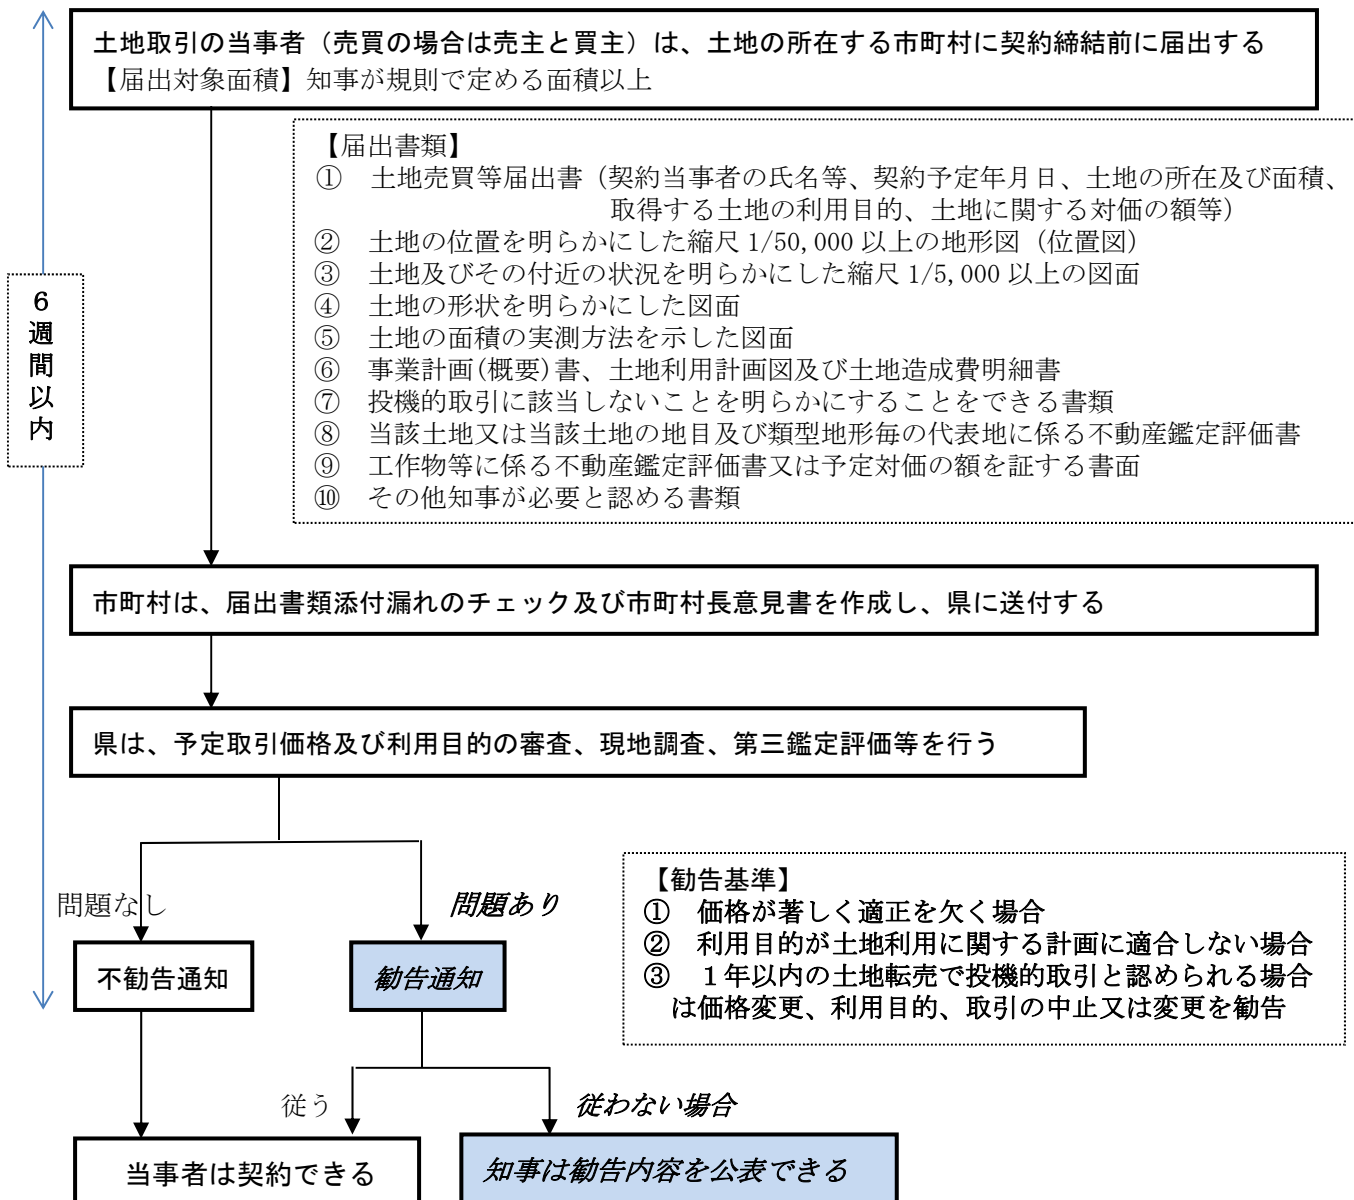 土地取引の当事者（売買の場合は売主と買主）は、土地の所在する市町村に契約締結前に届出する
【届出対象面積】知事が規則で定める面積以上
【届出書類】
①　土地売買等届出書（契約当事者の氏名等、契約予定年月日、土地の所在及び面積、
取得する土地の利用目的、土地に関する対価の額等）
②　土地の位置を明らかにした縮尺 1/50,000 以上の地形図（位置図）
③　土地及びその付近の状況を明らかにした縮尺 1/5,000 以上の図面
④　土地の形状を明らかにした図面
⑤　土地の面積の実測方法を示した図面
⑥　事業計画(概要)書、土地利用計画図及び土地造成費明細書
⑦　投機的取引に該当しないことを明らかにすることをできる書類
⑧　当該土地又は当該土地の地目及び類型地形毎の代表地に係る不動産鑑定評価書
⑨　工作物等に係る不動産鑑定評価書又は予定対価の額を証する書面
⑩　その他知事が必要と認める書類
６週間以内
市町村は、届出書類添付漏れのチェック及び市町村長意見書を作成し、県に送付する
県は、予定取引価格及び利用目的の審査、現地調査、第三鑑定評価等を行う
問題なし
問題あり
不勧告通知
勧告通知
【勧告基準】
①　価格が著しく適正を欠く場合
②　利用目的が土地利用に関する計画に適合しない場合
③　１年以内の土地転売で投機的取引と認められる場合
は価格変更、利用目的、取引の中止又は変更を勧告
従う
従わない場合
当事者は契約できる
知事は勧告内容を公表できる